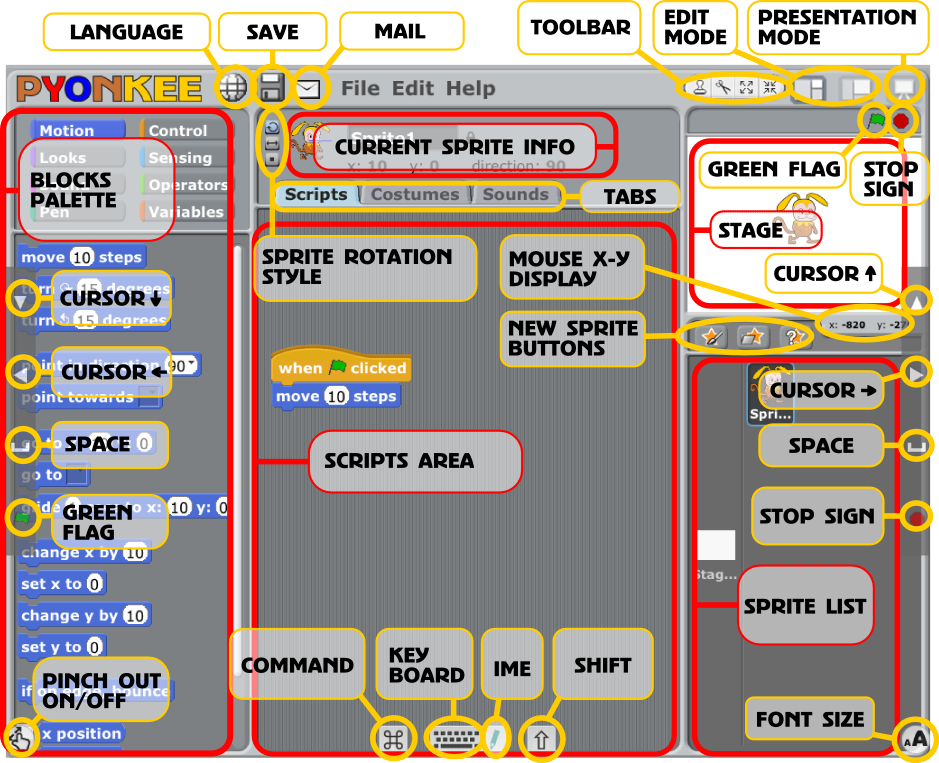 LANGUAGE
SAVE
MAIL
TOOLBAR
EDIT
MODE
PRESENTATION
MODE
PYONKEE
File Edit Help
Motion
Control
Looks
Sensing
Operators
Pen
Variables
BLOCKS
PALETTE
Sprite1
CURRENT SPRITE INFO
x: 10 y: 0 direction: 90
Scripts
Costumes
Sounds
TABS
GREEN FLAG
STOP
SIGN
STAGE
CURSOR ↑
SPRITE ROTATION
STYLE
MOUSE X-Y
DISPLAY
x: -820 y: -27
NEW SPRITE
BUTTONS
move 10 steps
turn 15 degrees
CURSOR ↓
turn 15 degrees
point in direction 90
CURSOR ←
point towards
go to 0
SPACE
go to
glide to x: 10 y: 0
GREEN
FLAG
change x by 10
set x to 0
change y by 10
set y to 0
if on edge, bounce
PINCH OUT
ON/OFF
x position
when clicked
move 10 steps
SCRIPTS AREA
COMMAND
KEY
BOARD
IME
SHIFT
CURSOR →
Spri...
SPACE
STOP SIGN
Stag...
SPRITE LIST
FONT SIZE
AA